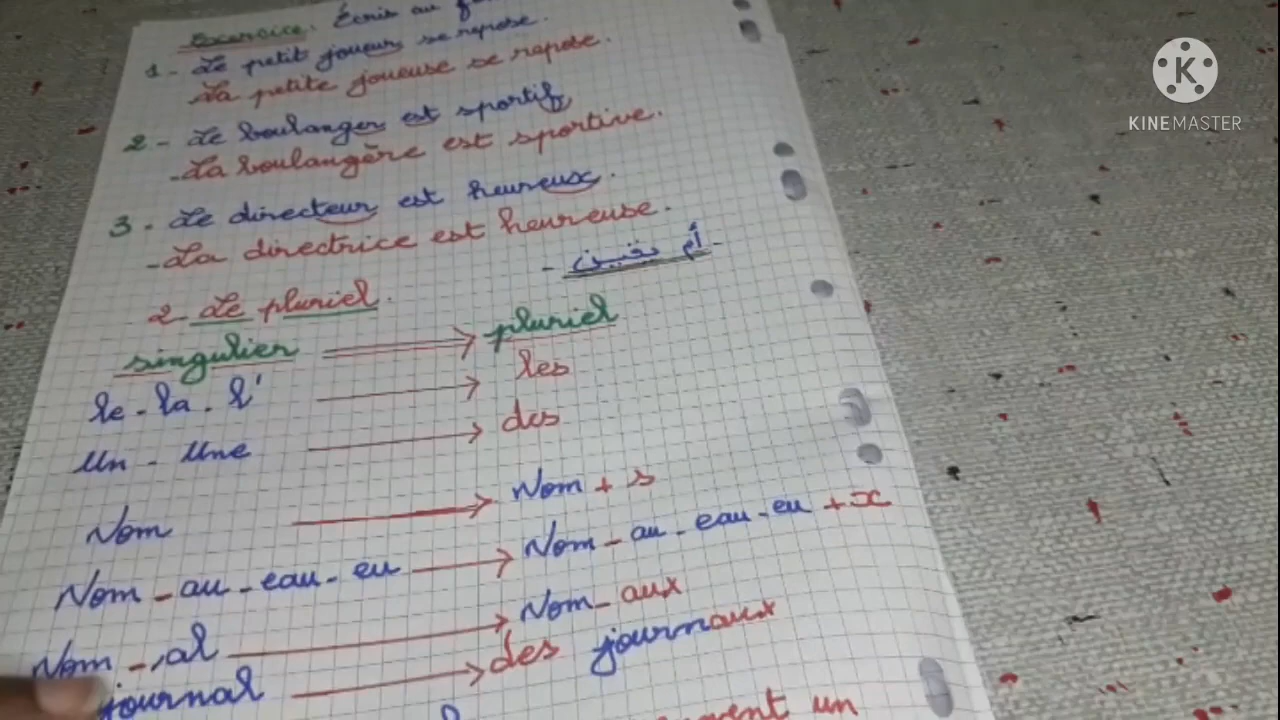 Exercice. Écris au
1 - Le petit joueur se repose.
La petite joueuse se repose.
2 - Le boulanger est sportif
- La boulangère est sportive.
3 - Le directeur est heureux.
- La directrice est heureuse.
- أم يقين -
2 - Le pluriel.
singulier → pluriel
le - la - l' → les
un - une → des
Nom → Nom + s
Nom - au - eau - eu → Nom - au - eau - eu + x
Nom - al → Nom - aux
journal → des journaux
un
K
KINEMASTER